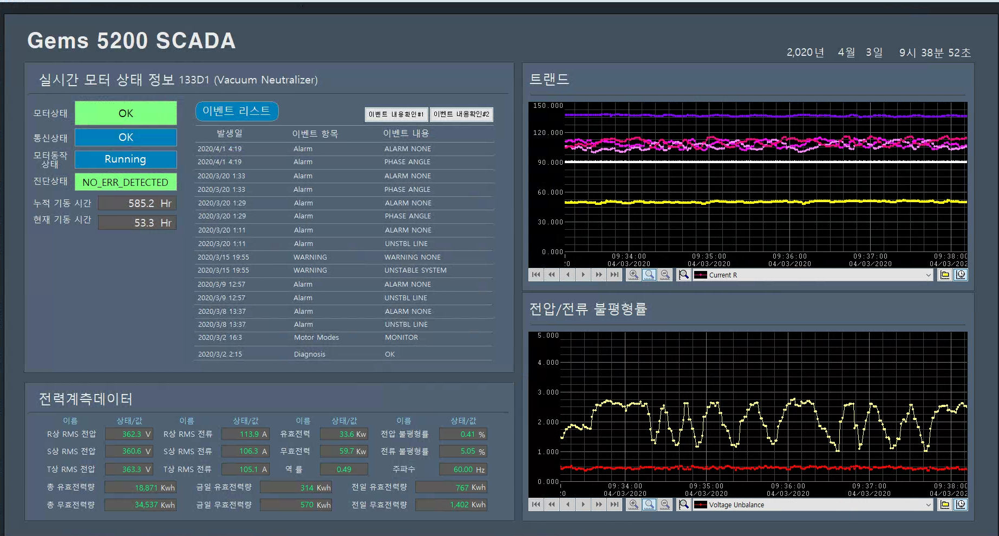 Gems 5200 SCADA
2,020년 4월 3일 9시 38분 52초
실시간 모터 상태 정보 133D1 (Vacuum Neutralizer)
모터상태 OK
통신상태 OK
모터동작
상태 Running
진단상태 NO_ERR_DETECTED
누적 기동 시간 585.2 Hr
현재 기동 시간 53.3 Hr
이벤트 리스트
이벤트 내용확인#1 이벤트 내용확인#2
발생일 이벤트 항목 이벤트 내용
2020/4/1 4:19 Alarm ALARM NONE
2020/4/1 4:19 Alarm PHASE ANGLE
2020/3/20 1:33 Alarm ALARM NONE
2020/3/20 1:33 Alarm PHASE ANGLE
2020/3/20 1:29 Alarm ALARM NONE
2020/3/20 1:29 Alarm PHASE ANGLE
2020/3/20 1:11 Alarm ALARM NONE
2020/3/20 1:11 Alarm UNSTBL LINE
2020/3/15 19:55 WARNING WARNING NONE
2020/3/15 19:55 WARNING UNSTABLE SYSTEM
2020/3/9 12:57 Alarm ALARM NONE
2020/3/9 12:57 Alarm UNSTBL LINE
2020/3/8 13:37 Alarm ALARM NONE
2020/3/8 13:37 Alarm UNSTBL LINE
2020/3/2 16:3 Motor Modes MONITOR
2020/3/2 2:15 Diagnosis OK
전력계측데이터
이름 상태/값 이름 상태/값 이름 상태/값 이름 상태/값
R상 RMS 전압 362.3 V R상 RMS 전류 113.9 A 유효전력 33.6 Kw 전압 불평형률 0.41 %
S상 RMS 전압 360.6 V S상 RMS 전류 106.3 A 무효전력 59.7 Kw 전류 불평형률 5.05 %
T상 RMS 전압 363.3 V T상 RMS 전류 105.1 A 역 률 0.49 주파수 60.00 Hz
총 유효전력량 18,871 Kwh 금일 유효전력량 314 Kwh 전일 유효전력량 767 Kwh
총 무효전력량 34,537 Kwh 금일 무효전력량 570 Kwh 전일 무효전력량 1,402 Kwh
트랜드
150.000
120.000
90.000
60.000
30.000
0.000
09:34:00 09:35:00 09:36:00 09:37:00 09:38:00
:0 04/03/2020 04/03/2020 04/03/2020 04/03/2020 04/03/202
Current R
전압/전류 불평형률
5.000
4.000
3.000
2.000
1.000
0.000
09:34:00 09:35:00 09:36:00 09:37:00 09:38:00
:0 04/03/2020 04/03/2020 04/03/2020 04/03/2020 04/03/202
Voltage Unbalance